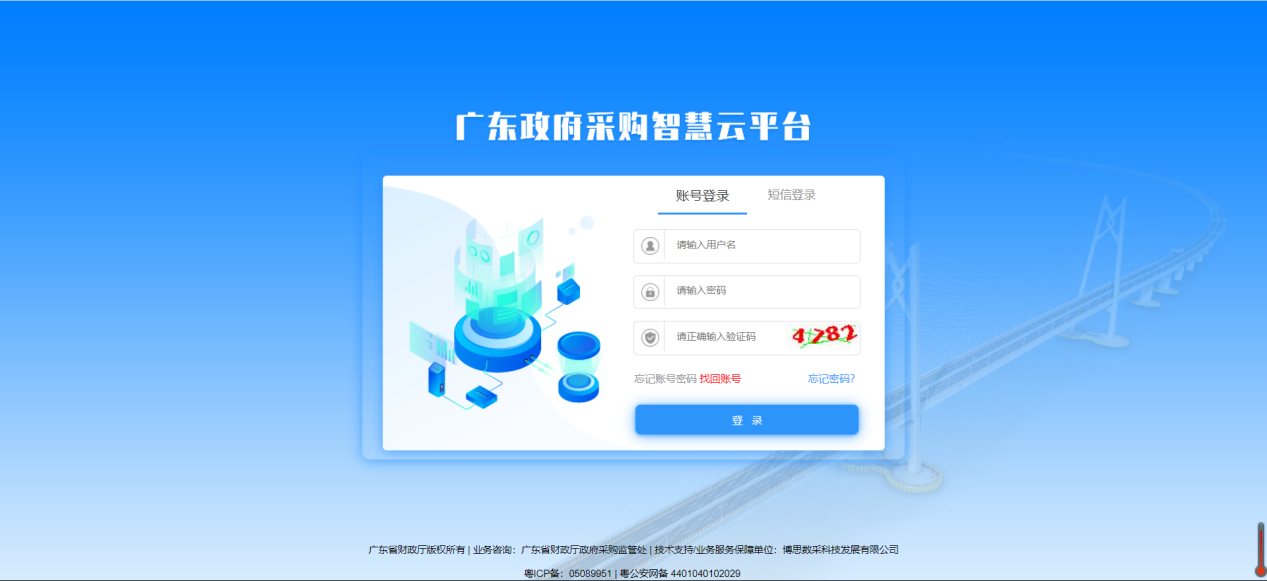 广东政府采购智慧云平台
账号登录 短信登录
请输入用户名
请输入密码
请正确输入验证码 4282
忘记账号密码 找回账号 忘记密码?
登 录
广东省财政厅版权所有 | 业务咨询：广东省财政厅政府采购监管处 | 技术支持/业务服务保障单位：博思数采科技发展有限公司
粤ICP备：05089951 | 粤公安网备 4401040102029